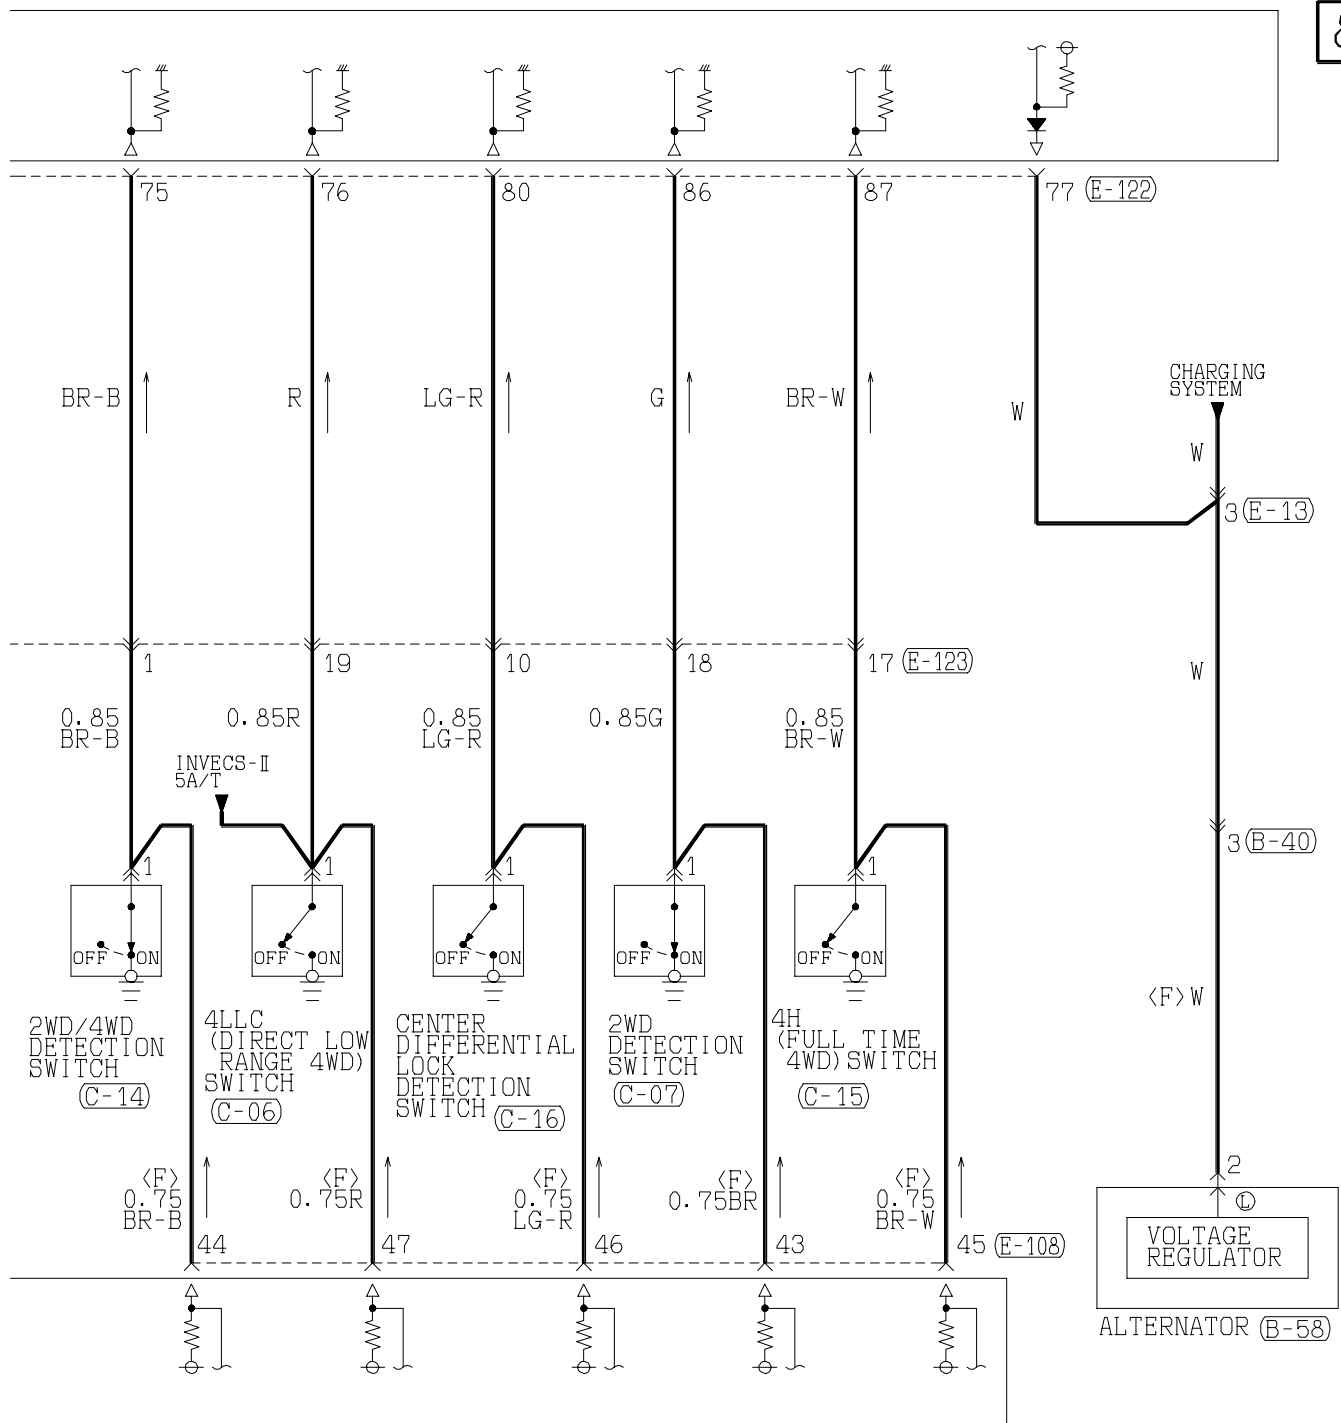 75
76
80
86
87
77 (E-122)
BR-B
R
LG-R
G
BR-W
W
CHARGING
SYSTEM
W
3 (E-13)
1
19
10
18
17 (E-123)
W
0.85
BR-B
0.85R
0.85
LG-R
0.85G
0.85
BR-W
INVECS-Ⅱ
5A/T
1
1
1
1
1
3 (B-40)
OFF ON
OFF ON
OFF ON
OFF ON
OFF ON
<F> W
2WD/4WD
DETECTION
SWITCH
(C-14)
4LLC
(DIRECT LOW
RANGE 4WD)
SWITCH
(C-06)
CENTER
DIFFERENTIAL
LOCK
DETECTION
SWITCH (C-16)
2WD
DETECTION
SWITCH
(C-07)
4H
(FULL TIME
4WD) SWITCH
(C-15)
<F>
0.75
BR-B
<F>
0.75R
<F>
0.75
LG-R
<F>
0.75BR
<F>
0.75
BR-W
2
Ⓛ
44
47
46
43
45 (E-108)
VOLTAGE
REGULATOR
ALTERNATOR (B-58)